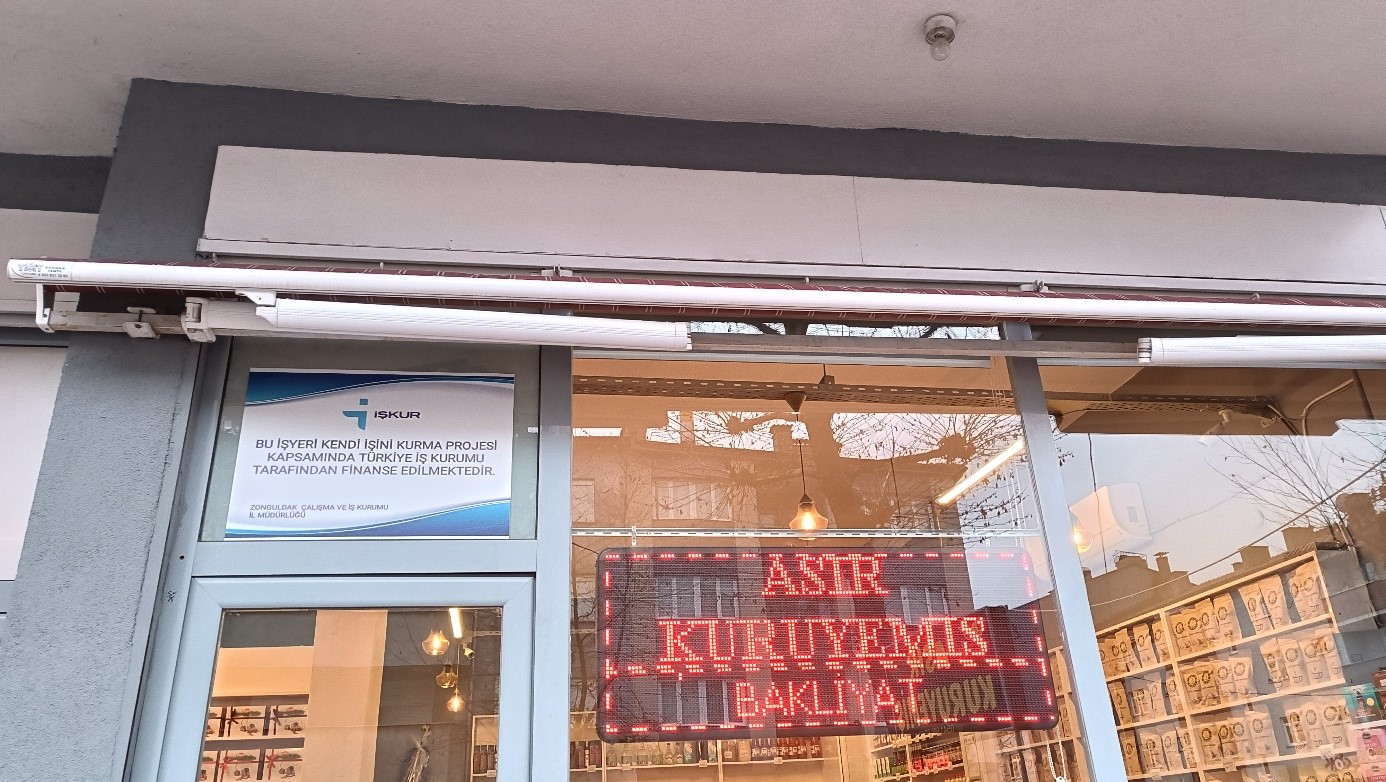 İŞKUR
BU İŞYERİ KENDİ İŞİNİ KURMA PROJESİ
KAPSAMINDA TÜRKİYE İŞ KURUMU
TARAFINDAN FİNANSE EDİLMEKTEDİR.
ZONGULDAK ÇALIŞMA VE İŞ KURUMU
İL MÜDÜRLÜĞÜ
ASIR
KURUYEMIŞ
BAKLİYAT